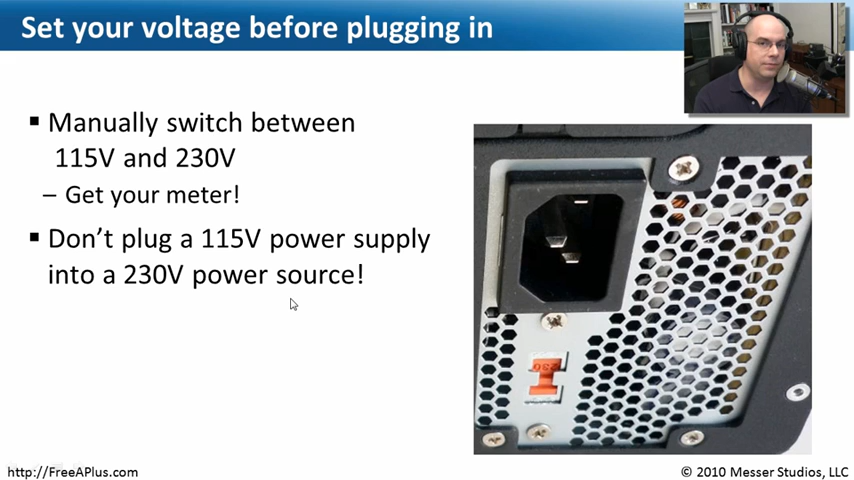 Set your voltage before plugging in
▪ Manually switch between
115V and 230V
– Get your meter!
▪ Don't plug a 115V power supply
into a 230V power source!
230
http://FreeAPlus.com
© 2010 Messer Studios, LLC